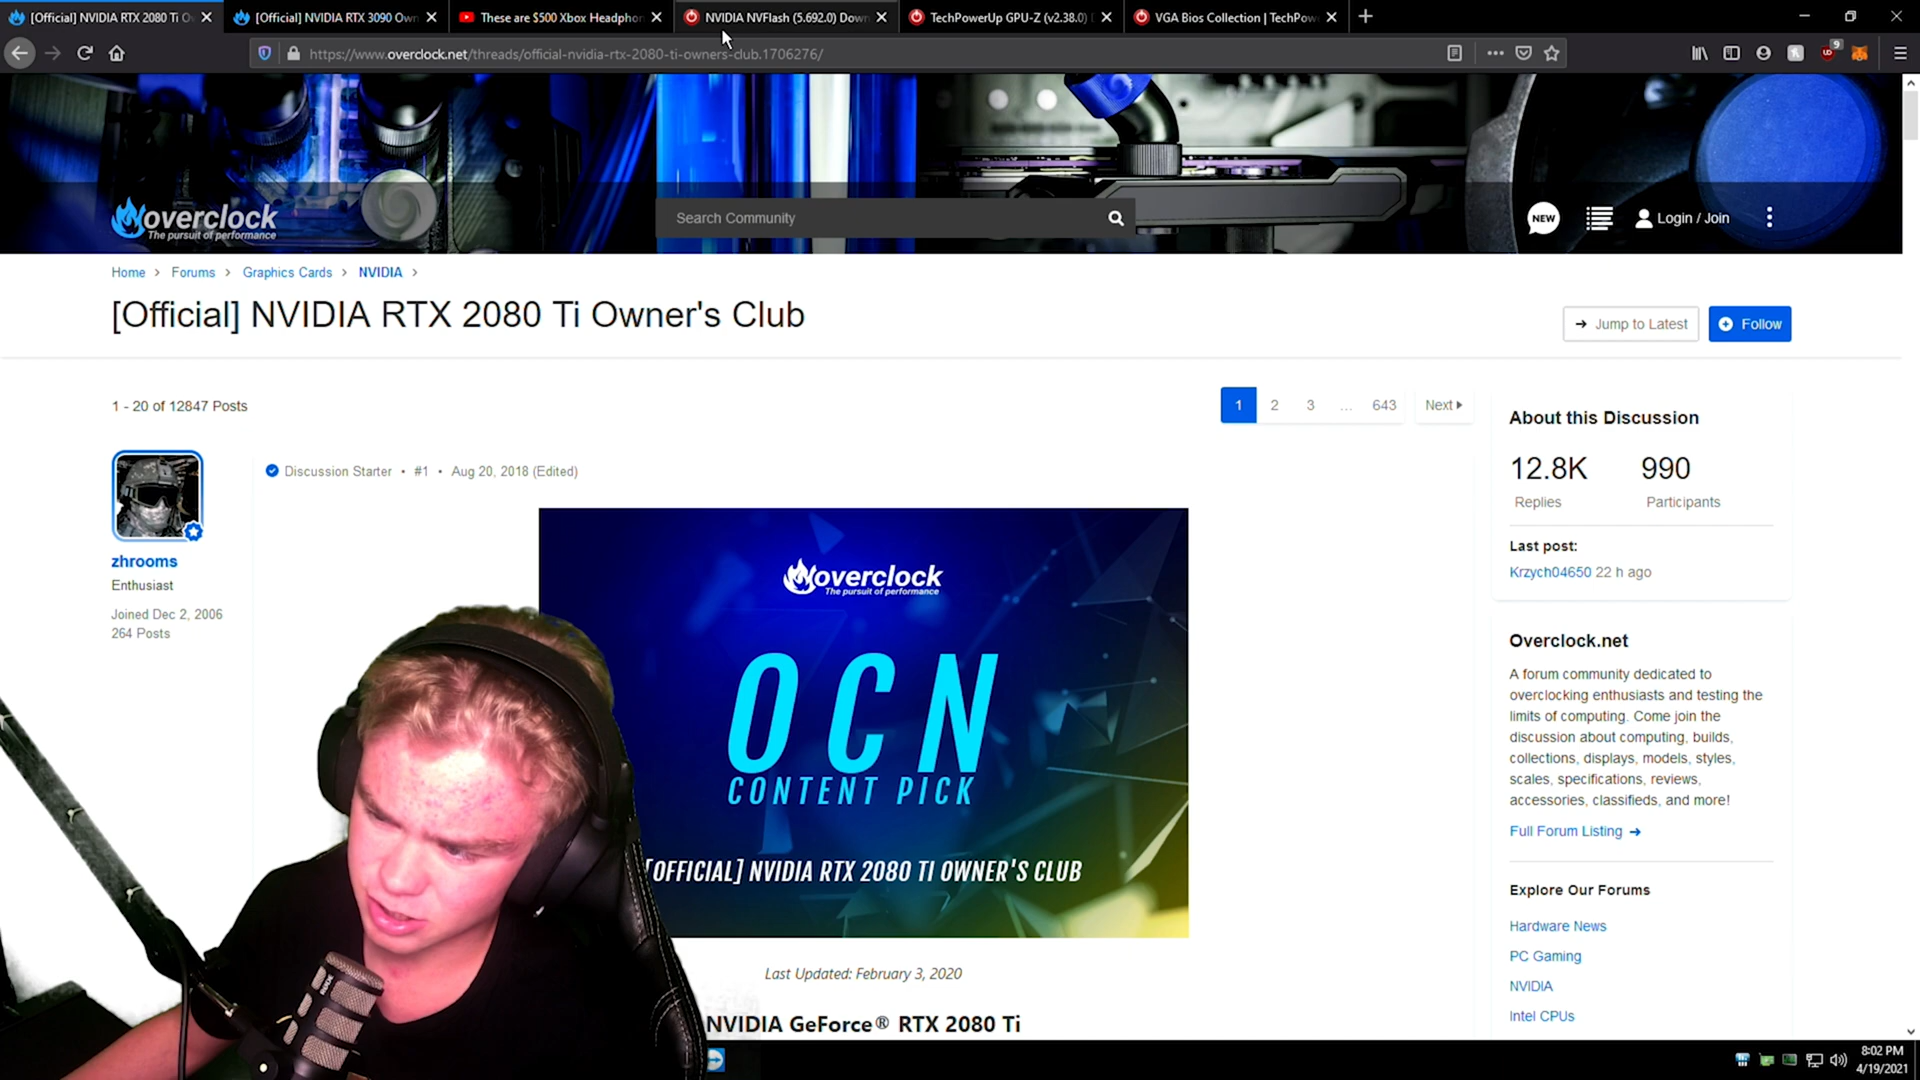 [Official] NVIDIA RTX 2080 Ti O
[Official] NVIDIA RTX 3090 Own
These are $500 Xbox Headphon
NVIDIA NVFlash (5.692.0) Down
TechPowerUp GPU-Z (v2.38.0)
VGA Bios Collection | TechPow
https://www.overclock.net/threads/official-nvidia-rtx-2080-ti-owners-club.1706276/
9
overclock
The pursuit of performance
Search Community
NEW
Login / Join
Home > Forums > Graphics Cards > NVIDIA >
[Official] NVIDIA RTX 2080 Ti Owner's Club
Jump to Latest
Follow
1 - 20 of 12847 Posts
1 2 3 ... 643 Next
About this Discussion
12.8K
990
Replies
Participants
Last post:
Krzych04650 22 h ago
zhrooms
Enthusiast
Joined Dec 2, 2006
264 Posts
Discussion Starter • #1 • Aug 20, 2018 (Edited)
overclock
The pursuit of performance
OCN
CONTENT PICK
[OFFICIAL] NVIDIA RTX 2080 TI OWNER'S CLUB
Last Updated: February 3, 2020
NVIDIA GeForce® RTX 2080 Ti
Overclock.net
A forum community dedicated to
overclocking enthusiasts and testing the
limits of computing. Come join the
discussion about computing, builds,
collections, displays, models, styles,
scales, specifications, reviews,
accessories, classifieds, and more!
Full Forum Listing
Explore Our Forums
Hardware News
PC Gaming
NVIDIA
Intel CPUs
8:02 PM
4/19/2021